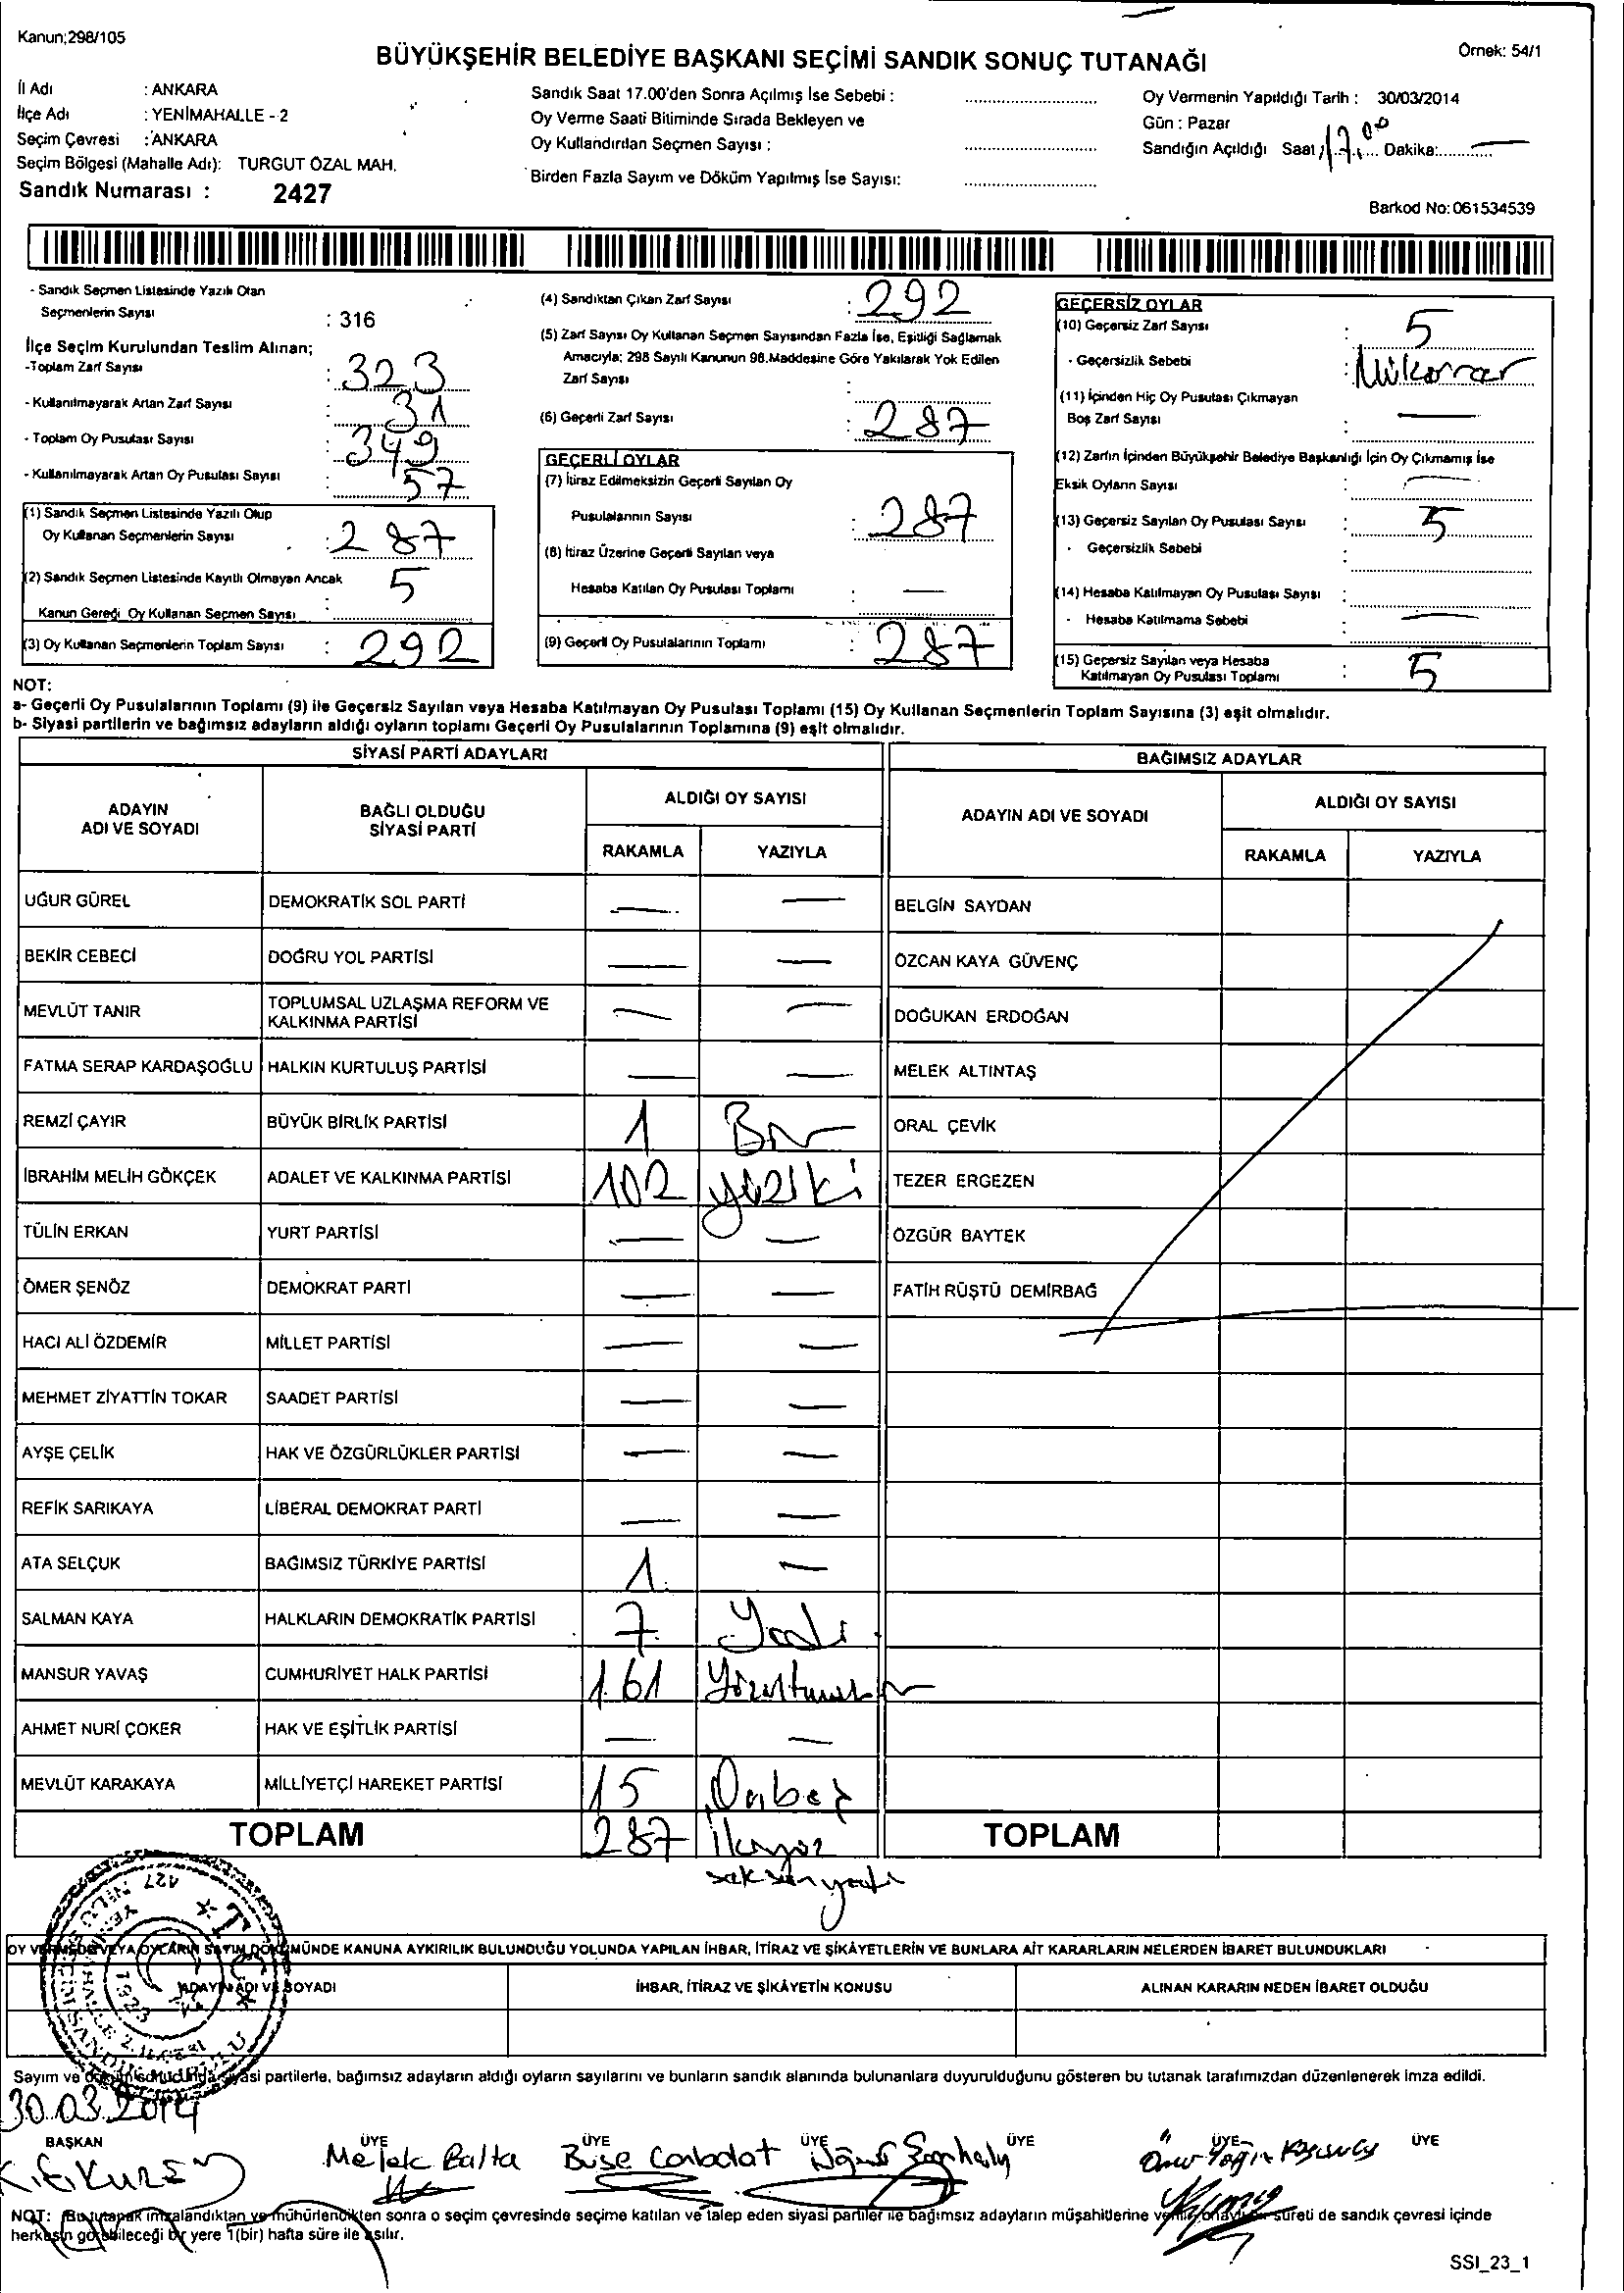 Kanun;298/105
Örnek: 54/1
BÜYÜKŞEHİR BELEDİYE BAŞKANI SEÇİMİ SANDIK SONUÇ TUTANAĞI
İl Adı : ANKARA
İlçe Adı : YENİMAHALLE - 2
Seçim Çevresi : ANKARA
Seçim Bölgesi (Mahalle Adı): TURGUT ÖZAL MAH.
Sandık Numarası : 2427
Sandık Saat 17.00'den Sonra Açılmış İse Sebebi :
Oy Verme Saati Bitiminde Sırada Bekleyen ve
Oy Kullandırılan Seçmen Sayısı :
Birden Fazla Sayım ve Döküm Yapılmış İse Sayısı:
Oy Vermenin Yapıldığı Tarih : 30/03/2014
Gün : Pazar
Sandığın Açıldığı Saat 17.00 Dakika: —
Barkod No: 061534539
- Sandık Seçmen Listesinde Yazılı Olan
Seçmenlerin Sayısı : 316
İlçe Seçim Kurulundan Teslim Alınan;
-Toplam Zarf Sayısı : 323
- Kullanılmayarak Artan Zarf Sayısı : 31
- Toplam Oy Pusulası Sayısı : 349
- Kullanılmayarak Artan Oy Pusulası Sayısı 57
(1) Sandık Seçmen Listesinde Yazılı Olup
Oy Kullanan Seçmenlerin Sayısı : 287
(2) Sandık Seçmen Listesinde Kayıtlı Olmayan Ancak
Kanun Gereği Oy Kullanan Seçmen Sayısı : 5
(3) Oy Kullanan Seçmenlerin Toplam Sayısı : 292
(4) Sandıktan Çıkan Zarf Sayısı : 292
(5) Zarf Sayısı Oy Kullanan Seçmen Sayısından Fazla İse, Eşitliği Sağlamak
Amacıyla; 298 Sayılı Kanunun 98.Maddesine Göre Yakılarak Yok Edilen
Zarf Sayısı :
(6) Geçerli Zarf Sayısı : 287
GEÇERLİ OYLAR
(7) İtiraz Edilmeksizin Geçerli Sayılan Oy
Pusulalarının Sayısı : 287
(8) İtiraz Üzerine Geçerli Sayılan veya
Hesaba Katılan Oy Pusulası Toplamı : —
(9) Geçerli Oy Pusulalarının Toplamı : 287
GEÇERSİZ OYLAR
(10) Geçersiz Zarf Sayısı : 5
- Geçersizlik Sebebi : Mükerrer
(11) İçinden Hiç Oy Pusulası Çıkmayan
Boş Zarf Sayısı : —
(12) Zarfın İçinden Büyükşehir Belediye Başkanlığı İçin Oy Çıkmamış İse
Eksik Oyların Sayısı : —
(13) Geçersiz Sayılan Oy Pusulası Sayısı : 5
- Geçersizlik Sebebi :
(14) Hesaba Katılmayan Oy Pusulası Sayısı :
- Hesaba Katılmama Sebebi : —
(15) Geçersiz Sayılan veya Hesaba
Katılmayan Oy Pusulası Toplamı : 5
NOT:
a- Geçerli Oy Pusulalarının Toplamı (9) ile Geçersiz Sayılan veya Hesaba Katılmayan Oy Pusulası Toplamı (15) Oy Kullanan Seçmenlerin Toplam Sayısına (3) eşit olmalıdır.
b- Siyasi partilerin ve bağımsız adayların aldığı oyların toplamı Geçerli Oy Pusulalarının Toplamına (9) eşit olmalıdır.
SİYASİ PARTİ ADAYLARI
ADAYIN ADI VE SOYADI
BAĞLI OLDUĞU SİYASİ PARTİ
ALDIĞI OY SAYISI
RAKAMLA YAZIYLA
UĞUR GÜREL DEMOKRATİK SOL PARTİ — —
BEKİR CEBECİ DOĞRU YOL PARTİSİ — —
MEVLÜT TANIR TOPLUMSAL UZLAŞMA REFORM VE KALKINMA PARTİSİ — —
FATMA SERAP KARDAŞOĞLU HALKIN KURTULUŞ PARTİSİ — —
REMZİ ÇAYIR BÜYÜK BİRLİK PARTİSİ 1 Bir
İBRAHİM MELİH GÖKÇEK ADALET VE KALKINMA PARTİSİ 102 yüziki
TÜLİN ERKAN YURT PARTİSİ — —
ÖMER ŞENÖZ DEMOKRAT PARTİ — —
HACI ALİ ÖZDEMİR MİLLET PARTİSİ — —
MEHMET ZİYATTİN TOKAR SAADET PARTİSİ — —
AYŞE ÇELİK HAK VE ÖZGÜRLÜKLER PARTİSİ — —
REFİK SARIKAYA LİBERAL DEMOKRAT PARTİ — —
ATA SELÇUK BAĞIMSIZ TÜRKİYE PARTİSİ 1 —
SALMAN KAYA HALKLARIN DEMOKRATİK PARTİSİ 7 Yedi
MANSUR YAVAŞ CUMHURİYET HALK PARTİSİ 161 Yüzaltmışbir
AHMET NURİ ÇOKER HAK VE EŞİTLİK PARTİSİ — —
MEVLÜT KARAKAYA MİLLİYETÇİ HAREKET PARTİSİ 15 Onbeş
TOPLAM 287 İkiyüz
seksenyedi
BAĞIMSIZ ADAYLAR
ADAYIN ADI VE SOYADI
ALDIĞI OY SAYISI
RAKAMLA YAZIYLA
BELGİN SAYDAN
ÖZCAN KAYA GÜVENÇ
DOĞUKAN ERDOĞAN
MELEK ALTINTAŞ
ORAL ÇEVİK
TEZER ERGEZEN
ÖZGÜR BAYTEK
FATİH RÜŞTÜ DEMİRBAĞ
TOPLAM
OY VERMEDE VEYA OYLARIN SAYIM DÖKÜMÜNDE KANUNA AYKIRILIK BULUNDUĞU YOLUNDA YAPILAN İHBAR, İTİRAZ VE ŞİKÂYETLERİN VE BUNLARA AİT KARARLARIN NELERDEN İBARET BULUNDUKLARI
ADAYIN ADI VE SOYADI
İHBAR, İTİRAZ VE ŞİKÂYETİN KONUSU
ALINAN KARARIN NEDEN İBARET OLDUĞU
Sayım ve döküm sonucunda siyasi partilerle, bağımsız adayların aldığı oyların sayılarını ve bunların sandık alanında bulunanlara duyurulduğunu gösteren bu tutanak tarafımızdan düzenlenerek imza edildi.
30.03.2014
BAŞKAN ÜYE ÜYE ÜYE ÜYE ÜYE ÜYE
Melek Balta Buse Canbolat
NOT: Bu tutanak imzalandıktan ve mühürlendikten sonra o seçim çevresinde seçime katılan ve talep eden siyasi partiler ile bağımsız adayların müşahitlerine verilir, onaylı bir sureti de sandık çevresi içinde
herkesin görebileceği bir yere 1(bir) hafta süre ile asılır.
SSI_23_1